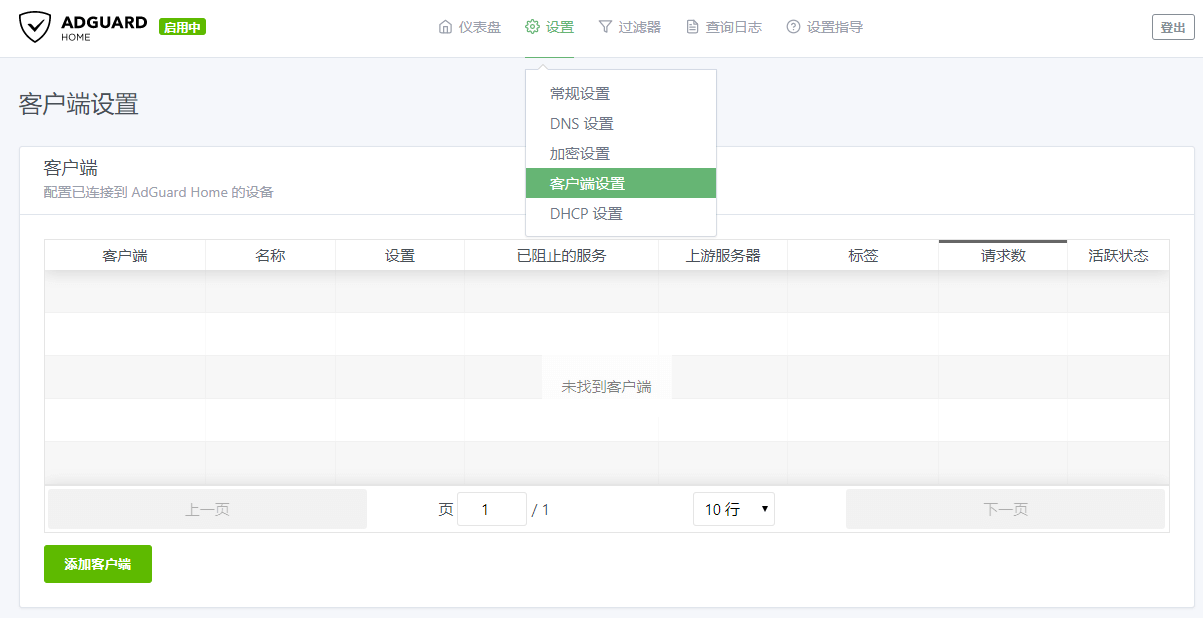 ADGUARD
HOME
启用中
仪表盘
设置
过滤器
查询日志
设置指导
登出
常规设置
DNS 设置
加密设置
客户端设置
DHCP 设置
客户端设置
客户端
配置已连接到 AdGuard Home 的设备
客户端 名称 设置 已阻止的服务 上游服务器 标签 请求数 活跃状态
未找到客户端
上一页 页 1 / 1 10 行 下一页
添加客户端